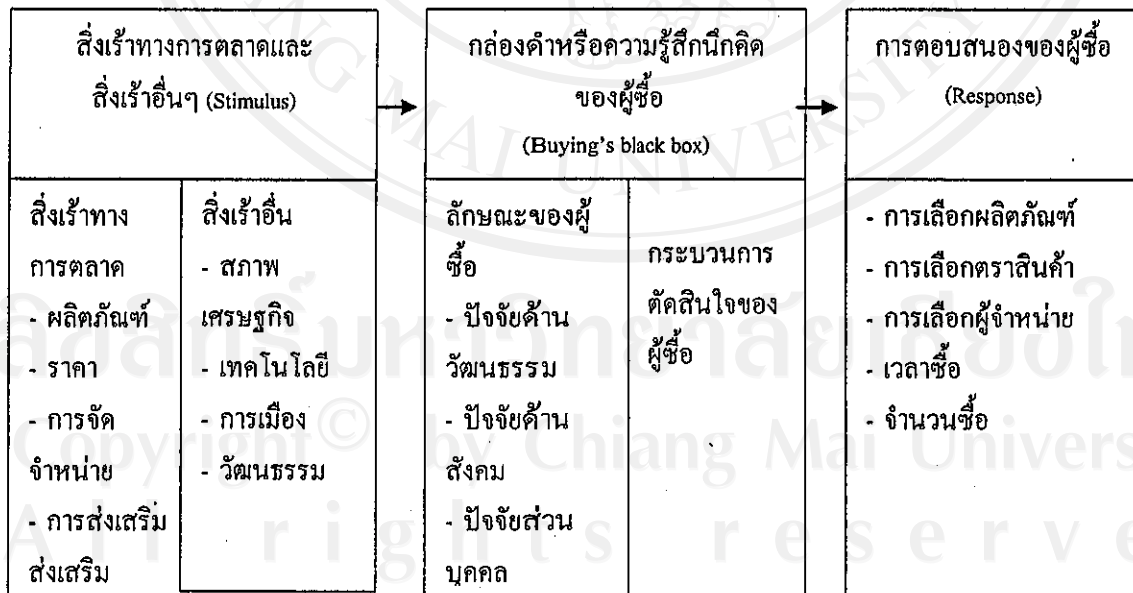 สิ่งเร้าทางการตลาดและ
สิ่งเร้าอื่นๆ (Stimulus)
กล่องดำหรือความรู้สึกนึกคิด
ของผู้ซื้อ
(Buying's black box)
การตอบสนองของผู้ซื้อ
(Response)
สิ่งเร้าทาง
การตลาด
- ผลิตภัณฑ์
- ราคา
- การจัด
จำหน่าย
- การส่งเสริม
ส่งเสริม
สิ่งเร้าอื่น
- สภาพ
เศรษฐกิจ
- เทคโนโลยี
- การเมือง
- วัฒนธรรม
ลักษณะของผู้
ซื้อ
- ปัจจัยด้าน
วัฒนธรรม
- ปัจจัยด้าน
สังคม
- ปัจจัยส่วน
บุคคล
กระบวนการ
ตัดสินใจของ
ผู้ซื้อ
- การเลือกผลิตภัณฑ์
- การเลือกตราสินค้า
- การเลือกผู้จำหน่าย
- เวลาซื้อ
- จำนวนซื้อ
NG MAI UNIVERSITY
Copyright © by Chiang Mai Univers
All rights reserve